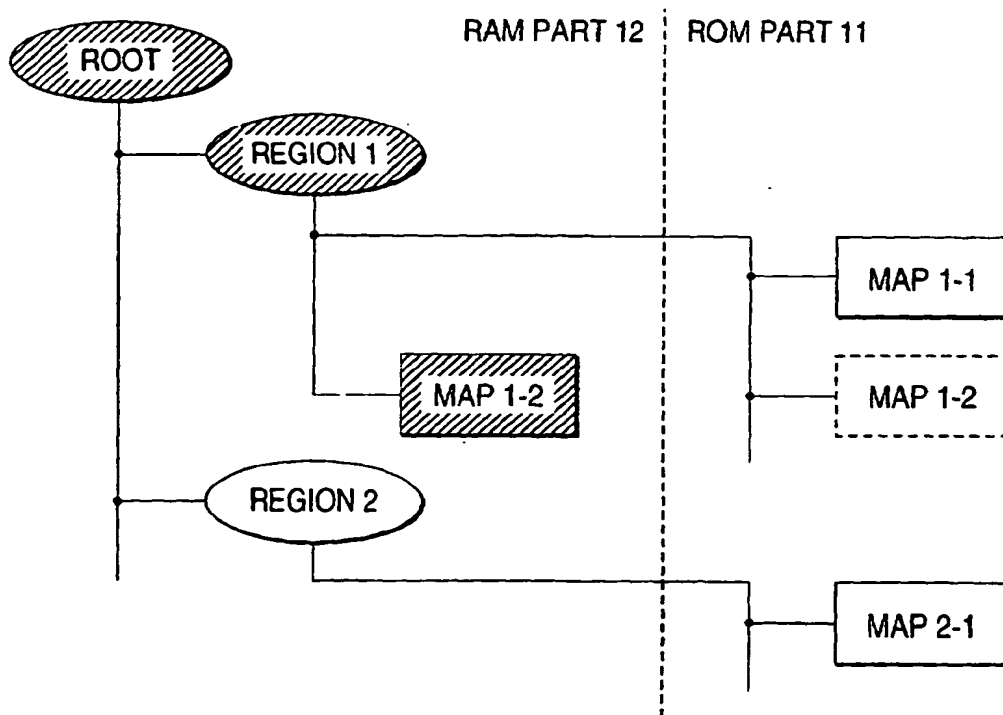 RAM PART 12
ROM PART 11
ROOT
REGION 1
MAP 1-1
MAP 1-2
MAP 1-2
REGION 2
MAP 2-1